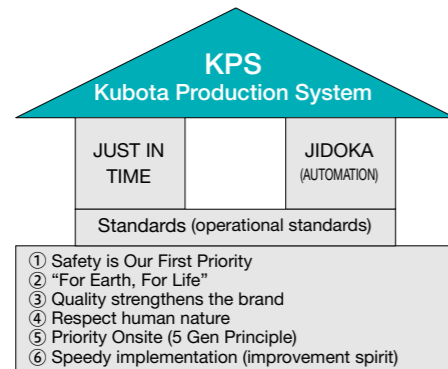 KPS
Kubota Production System
JUST IN
TIME
JIDOKA
(AUTOMATION)
Standards (operational standards)
① Safety is Our First Priority
② “For Earth, For Life”
③ Quality strengthens the brand
④ Respect human nature
⑤ Priority Onsite (5 Gen Principle)
⑥ Speedy implementation (improvement spirit)